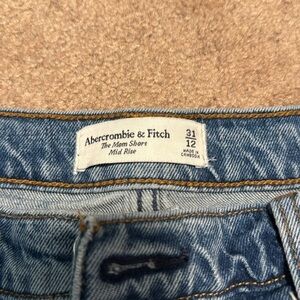 Abercrombie & Fitch
The Mom Short
Mid Rise
31
12
MADE IN
CAMBODIA